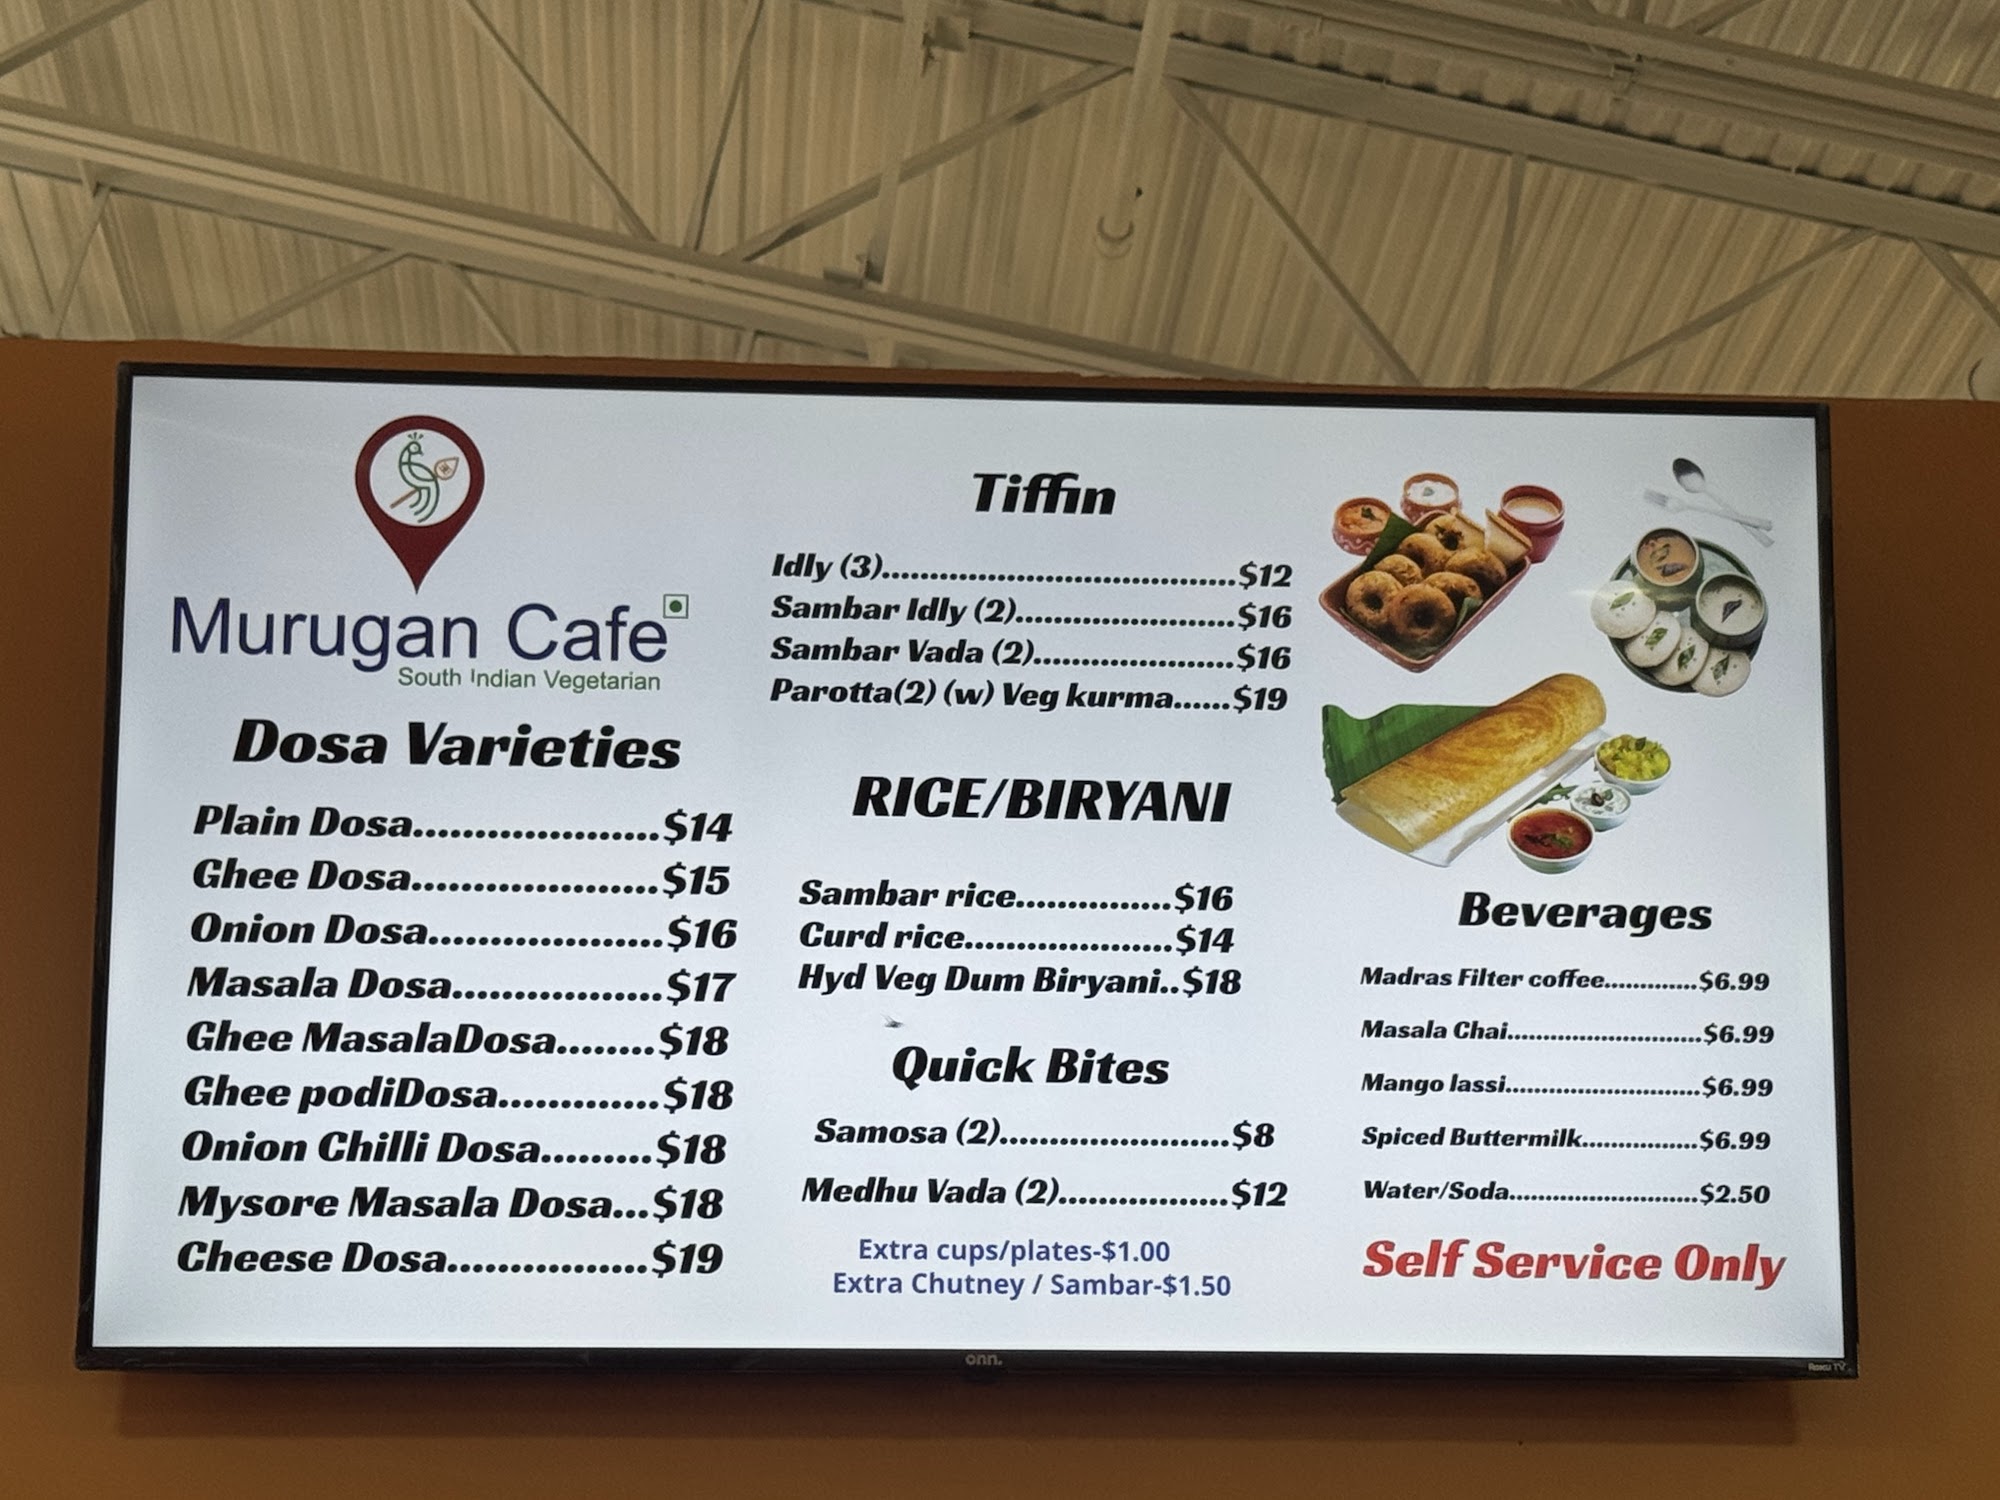 Murugan Cafe
South Indian Vegetarian
Dosa Varieties
Plain Dosa....................$14
Ghee Dosa....................$15
Onion Dosa...................$16
Masala Dosa.................$17
Ghee MasalaDosa........$18
Ghee podiDosa.............$18
Onion Chilli Dosa.........$18
Mysore Masala Dosa...$18
Cheese Dosa................$19
Tiffin
Idly (3).....................................$12
Sambar Idly (2).......................$16
Sambar Vada (2).....................$16
Parotta(2) (w) Veg kurma......$19
RICE/BIRYANI
Sambar rice...............$16
Curd rice....................$14
Hyd Veg Dum Biryani..$18
Quick Bites
Samosa (2)......................$8
Medhu Vada (2)................$12
Extra cups/plates-$1.00
Extra Chutney / Sambar-$1.50
Beverages
Madras Filter coffee.............$6.99
Masala Chai...........................$6.99
Mango lassi...........................$6.99
Spiced Buttermilk................$6.99
Water/Soda..........................$2.50
Self Service Only
onn.
Roku TV